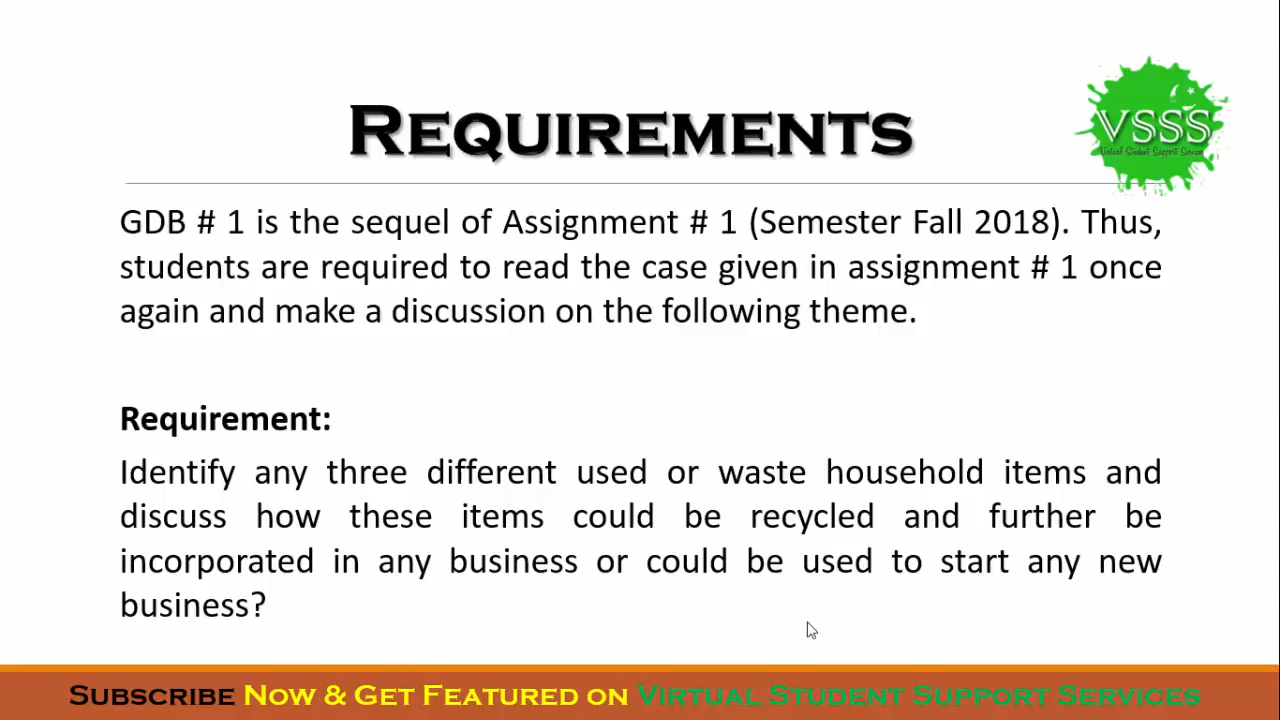 REQUIREMENTS
VSSS
Virtual Student Support Services
GDB # 1 is the sequel of Assignment # 1 (Semester Fall 2018). Thus,
students are required to read the case given in assignment # 1 once
again and make a discussion on the following theme.
Requirement:
Identify any three different used or waste household items and
discuss how these items could be recycled and further be
incorporated in any business or could be used to start any new
business?
SUBSCRIBE NOW & GET FEATURED ON VIRTUAL STUDENT SUPPORT SERVICES